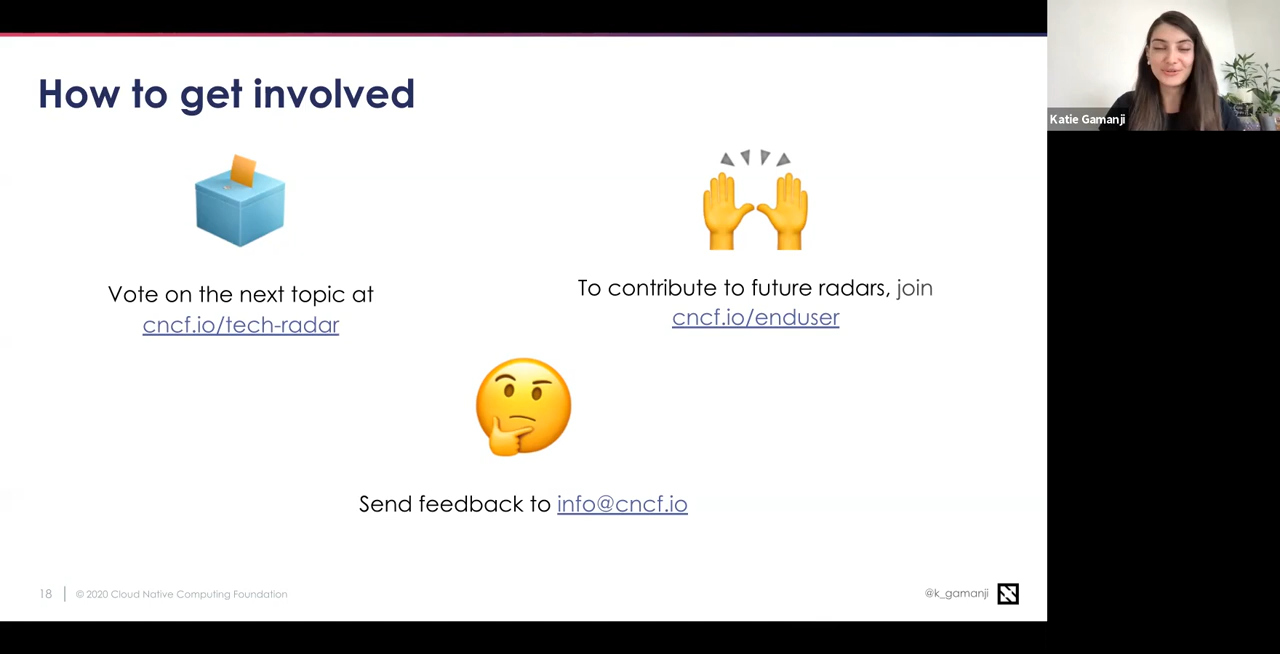 How to get involved
Katie Gamanji
Vote on the next topic at
cncf.io/tech-radar
To contribute to future radars, join
cncf.io/enduser
Send feedback to info@cncf.io
18
© 2020 Cloud Native Computing Foundation
@k_gamanji